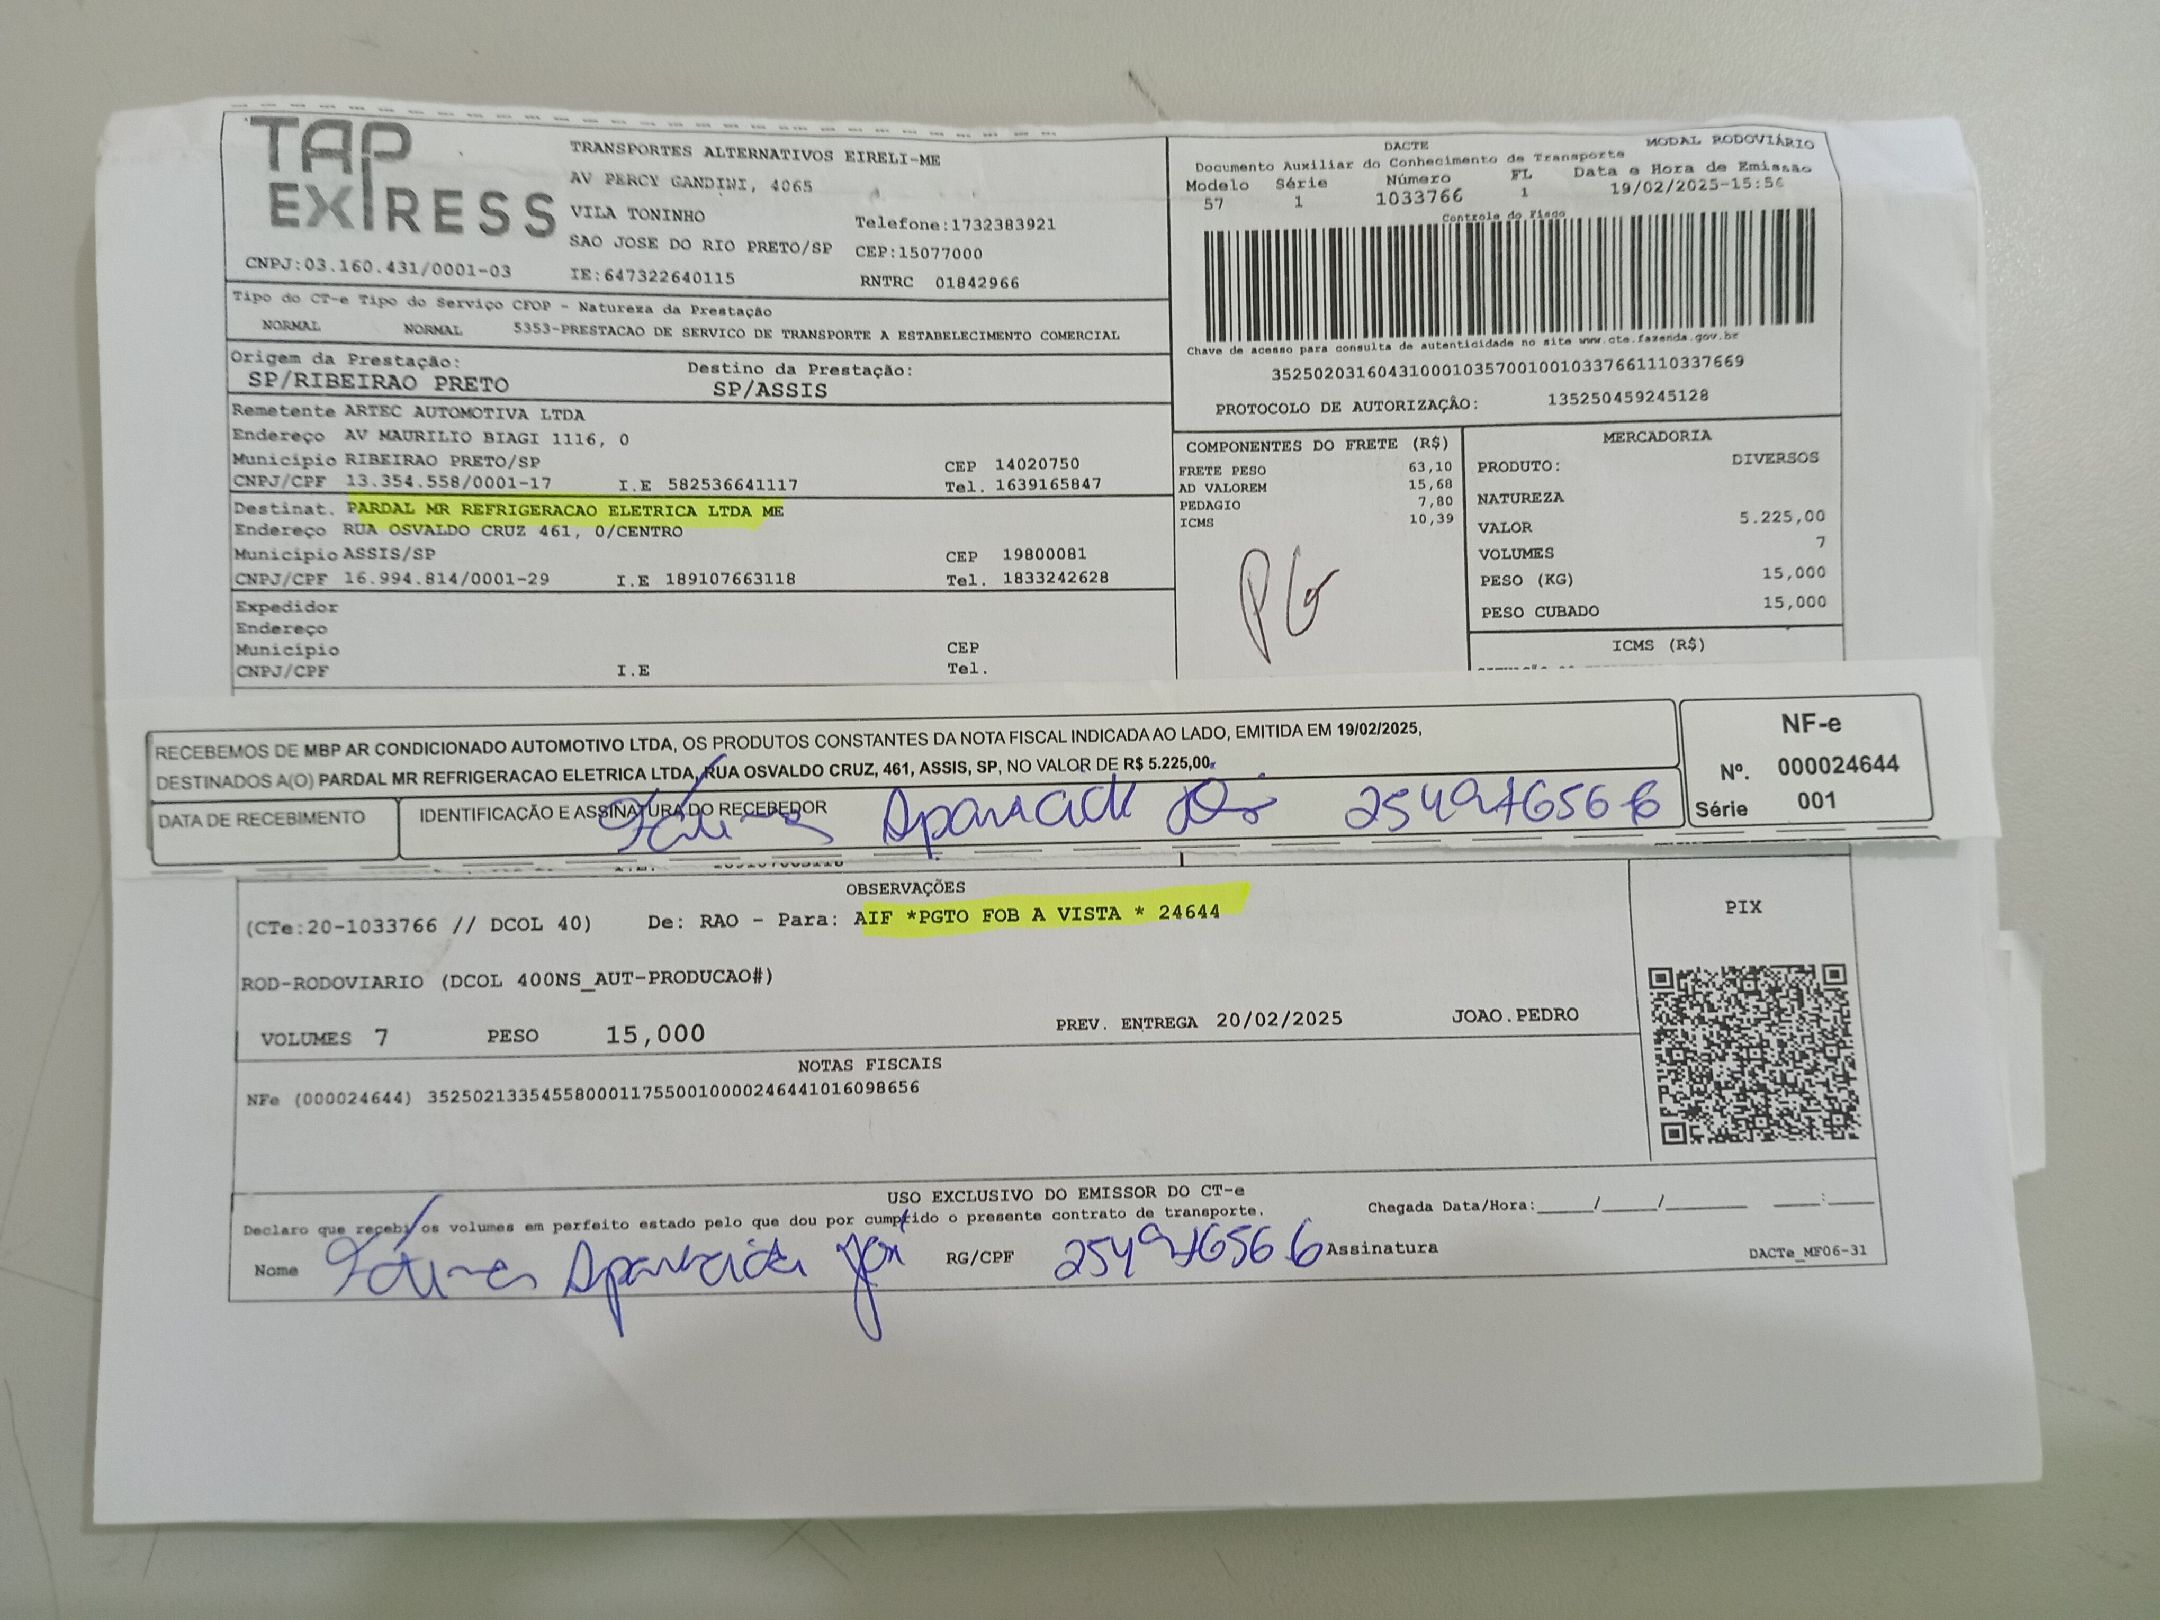 TAP EXPRESS
TRANSPORTES ALTERNATIVOS EIRELI-ME
AV PERCY GANDINI, 4065
VILA TONINHO
Telefone:1732383921
SAO JOSE DO RIO PRETO/SP CEP:15077000
CNPJ:03.160.431/0001-03 IE:647322640115 RNTRC 01842966
DACTE MODAL RODOVIÁRIO
Documento Auxiliar do Conhecimento de Transporte
Modelo Série Número FL Data e Hora de Emissão
57 1 1033766 1 19/02/2025-15:56
Controle do Fisco
Chave de acesso para consulta de autenticidade no site www.cte.fazenda.gov.br
35250203160431000103570010010337661110337669
PROTOCOLO DE AUTORIZAÇÃO: 135250459245128
Tipo do CT-e Tipo do Serviço CFOP - Natureza da Prestação
NORMAL NORMAL 5353-PRESTACAO DE SERVICO DE TRANSPORTE A ESTABELECIMENTO COMERCIAL
Origem da Prestação: Destino da Prestação:
SP/RIBEIRAO PRETO SP/ASSIS
Remetente ARTEC AUTOMOTIVA LTDA
Endereço AV MAURILIO BIAGI 1116, 0
Município RIBEIRAO PRETO/SP CEP 14020750
CNPJ/CPF 13.354.558/0001-17 I.E 582536641117 Tel. 1639165847
Destinat. PARDAL MR REFRIGERACAO ELETRICA LTDA ME
Endereço RUA OSVALDO CRUZ 461, 0/CENTRO
Município ASSIS/SP CEP 19800081
CNPJ/CPF 16.994.814/0001-29 I.E 189107663118 Tel. 1833242628
Expedidor
Endereço
Município CEP
CNPJ/CPF I.E Tel.
COMPONENTES DO FRETE (R$)
FRETE PESO 63,10
AD VALOREM 15,68
PEDAGIO 7,80
ICMS 10,39
PG
MERCADORIA
PRODUTO: DIVERSOS
NATUREZA
VALOR 5.225,00
VOLUMES 7
PESO (KG) 15,000
PESO CUBADO 15,000
ICMS (R$)
RECEBEMOS DE MBP AR CONDICIONADO AUTOMOTIVO LTDA, OS PRODUTOS CONSTANTES DA NOTA FISCAL INDICADA AO LADO, EMITIDA EM 19/02/2025,
DESTINADOS A(O) PARDAL MR REFRIGERACAO ELETRICA LTDA, RUA OSVALDO CRUZ, 461, ASSIS, SP, NO VALOR DE R$ 5.225,00.
DATA DE RECEBIMENTO IDENTIFICAÇÃO E ASSINATURA DO RECEBEDOR
Aparecida 254976566
NF-e
Nº. 000024644
Série 001
OBSERVAÇÕES
(CTe:20-1033766 // DCOL 40) De: RAO - Para: AIF *PGTO FOB A VISTA * 24644
ROD-RODOVIARIO (DCOL 400NS_AUT-PRODUCAO#)
VOLUMES 7 PESO 15,000 PREV. ENTREGA 20/02/2025 JOAO.PEDRO
PIX
NOTAS FISCAIS
NFe (000024644) 35250213354558000117550010000246441016098656
USO EXCLUSIVO DO EMISSOR DO CT-e
Declaro que recebi os volumes em perfeito estado pelo que dou por cumprido o presente contrato de transporte. Chegada Data/Hora:____/____/______ ___:___
Nome Aparecida RG/CPF 254976566 Assinatura
DACTe_MF06-31